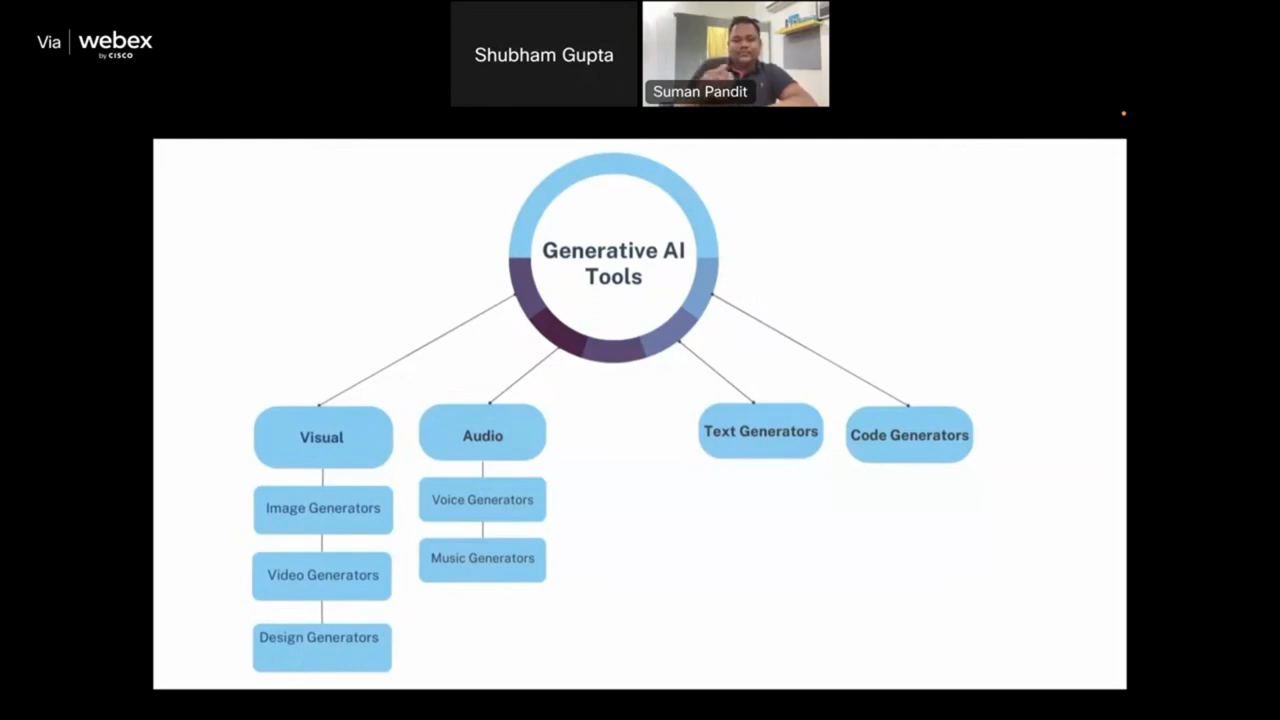 Via webex
by CISCO
Shubham Gupta
Suman Pandit
Generative AI
Tools
Visual
Audio
Text Generators
Code Generators
Image Generators
Voice Generators
Video Generators
Music Generators
Design Generators